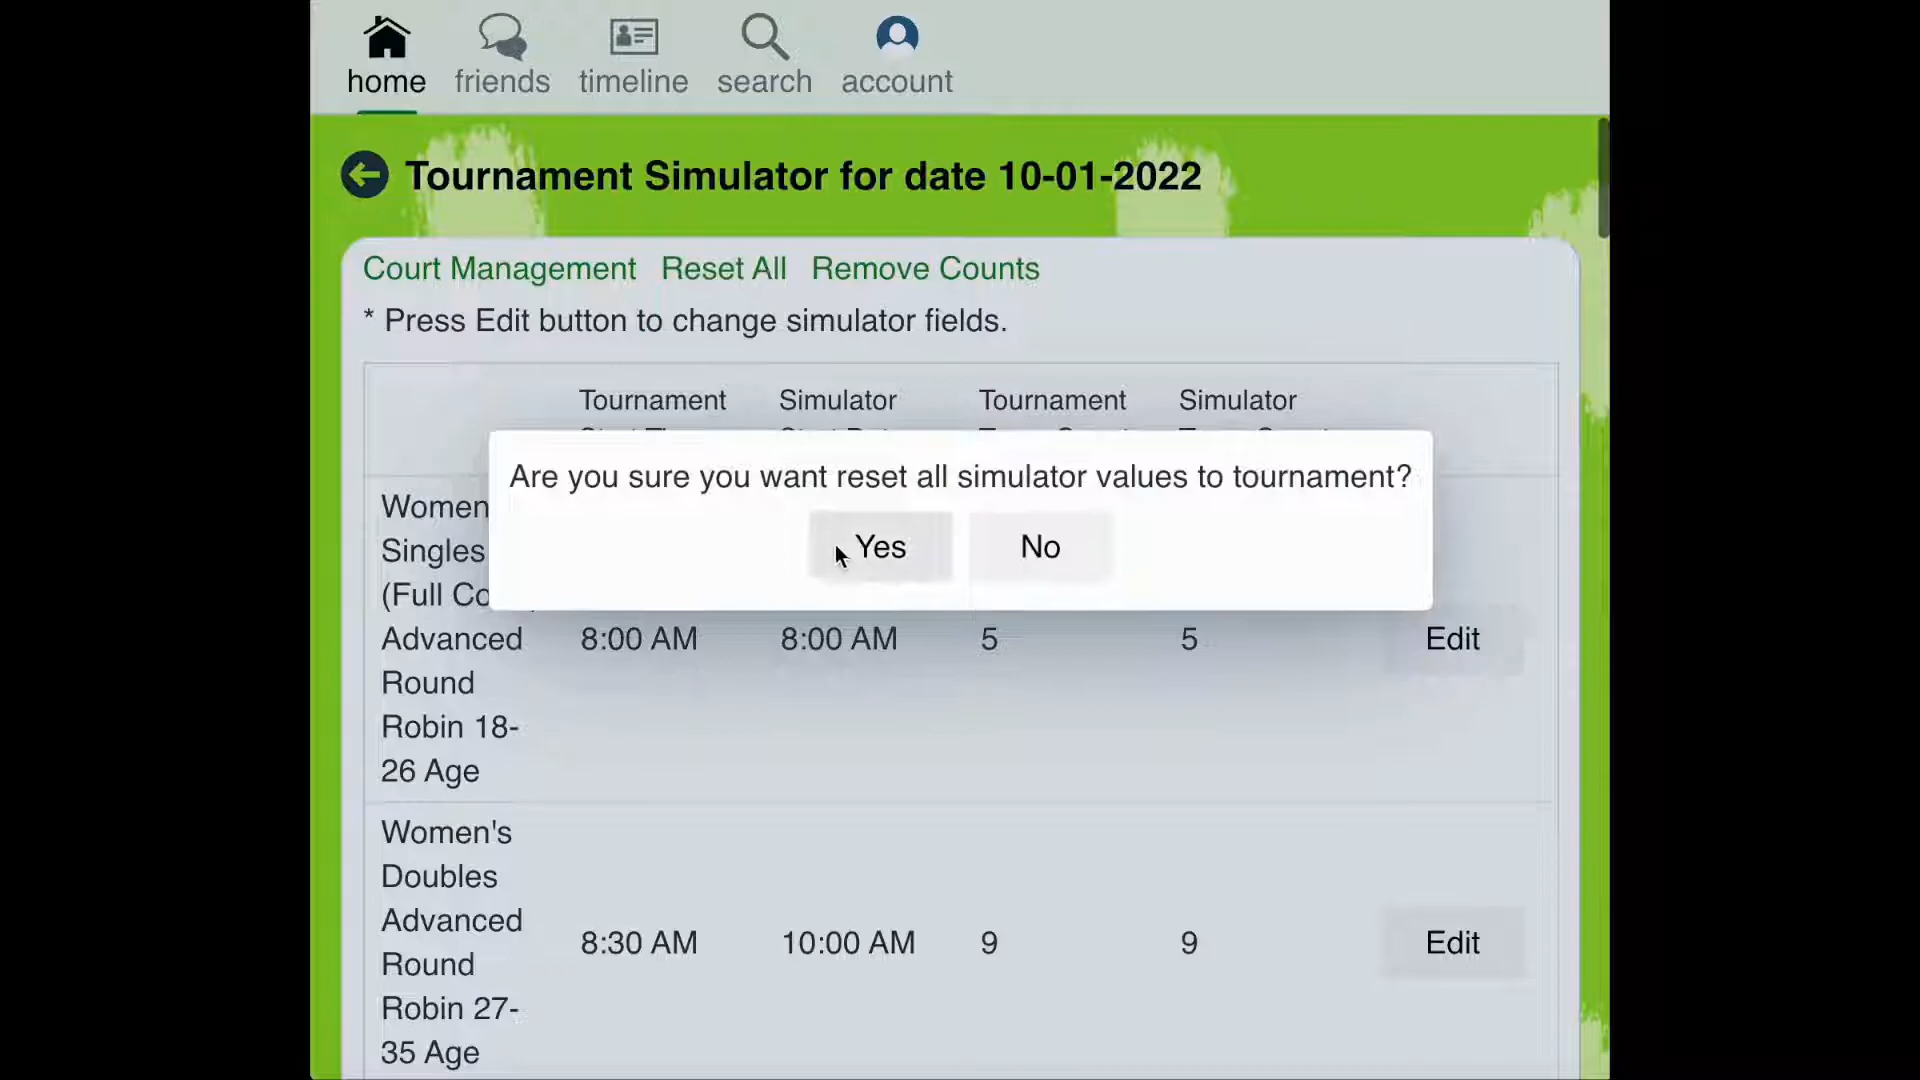 home friends timeline search account
Tournament Simulator for date 10-01-2022
Court Management Reset All Remove Counts
* Press Edit button to change simulator fields.
Tournament Simulator Tournament Simulator
Are you sure you want reset all simulator values to tournament?
Yes No
Women
Singles
(Full Co
Advanced 8:00 AM 8:00 AM 5 5 Edit
Round
Robin 18-
26 Age
Women's
Doubles
Advanced
8:30 AM 10:00 AM 9 9 Edit
Round
Robin 27-
35 Age